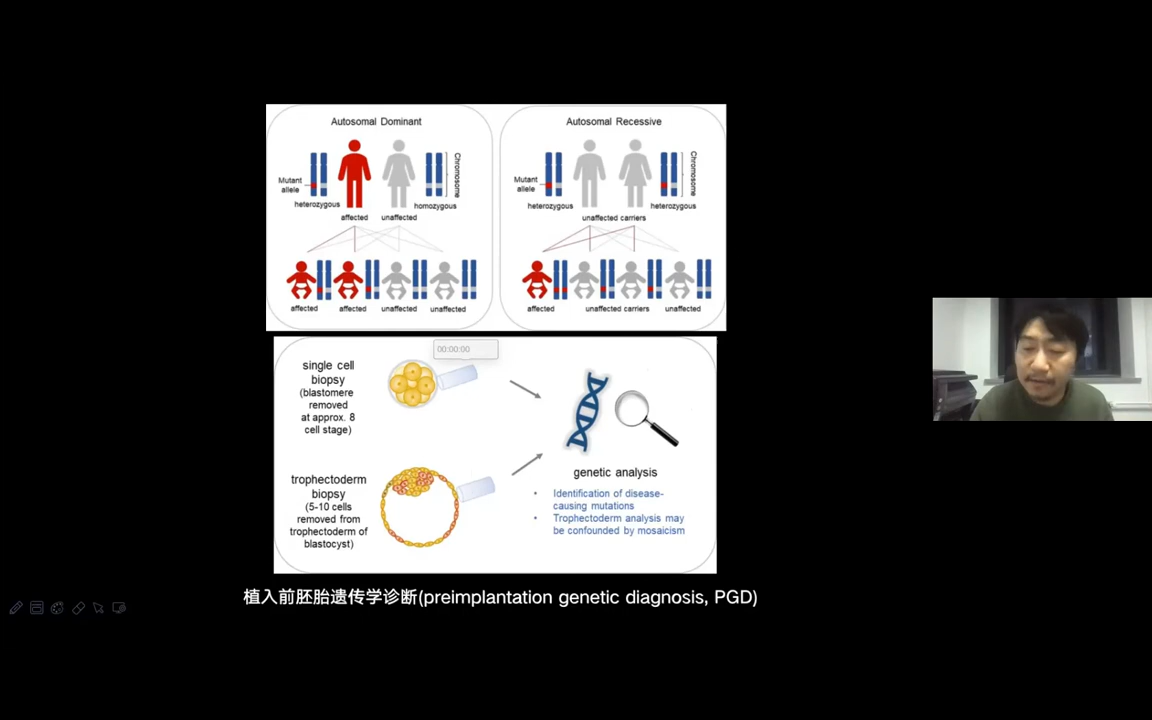 Autosomal Dominant
Mutant
allele
Chromosome
heterozygous
homozygous
affected
unaffected
affected
affected
unaffected
unaffected
Autosomal Recessive
Mutant
allele
Chromosome
heterozygous
heterozygous
unaffected carriers
affected
unaffected carriers
unaffected
00:00:00
single cell
biopsy
(blastomere
removed
at approx. 8
cell stage)
trophectoderm
biopsy
(5-10 cells
removed from
trophectoderm of
blastocyst)
genetic analysis
• Identification of disease-
causing mutations
• Trophectoderm analysis may
be confounded by mosaicism
植入前胚胎遗传学诊断(preimplantation genetic diagnosis, PGD)